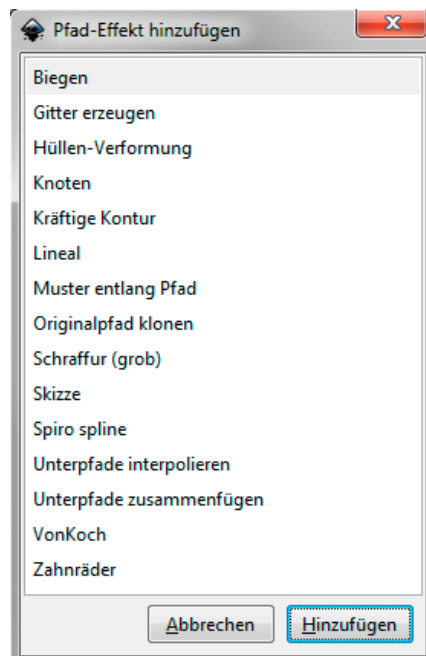 Pfad-Effekt hinzufügen
Biegen
Gitter erzeugen
Hüllen-Verformung
Knoten
Kräftige Kontur
Lineal
Muster entlang Pfad
Originalpfad klonen
Schraffur (grob)
Skizze
Spiro spline
Unterpfade interpolieren
Unterpfade zusammenfügen
VonKoch
Zahnräder
Abbrechen Hinzufügen